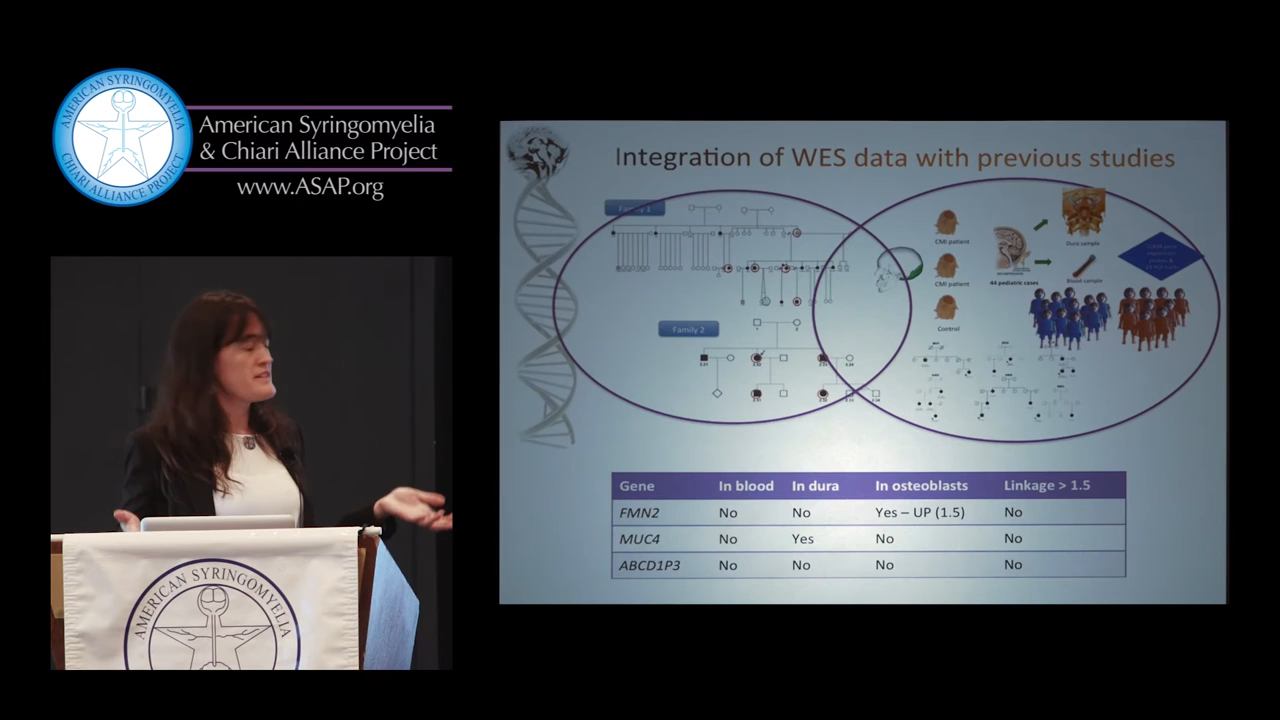 AMERICAN SYRINGOMYELIA
CHIARI ALLIANCE PROJECT
American Syringomyelia
& Chiari Alliance Project
www.ASAP.org
Integration of WES data with previous studies
Family 1
Family 2
CMI patient
CMI patient
Control
44 pediatric cases
Dura sample
Blood sample
Gene In blood In dura In osteoblasts Linkage > 1.5
FMN2 No No Yes – UP (1.5) No
MUC4 No Yes No No
ABCD1P3 No No No No
AMERICAN SYRINGOMYELIA